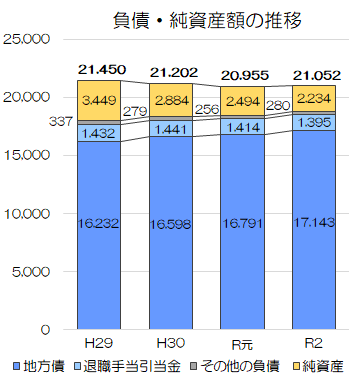 負債・純資産額の推移
25,000
21,450 21,202 20,955 21,052
20,000
3,449 2,884 2,494 2,234
337 279 256 280
1,432 1,441 1,414 1,395
15,000
16,232 16,598 16,791 17,143
10,000
5,000
0
H29 H30 R元 R2
地方債 退職手当引当金 その他の負債 純資産